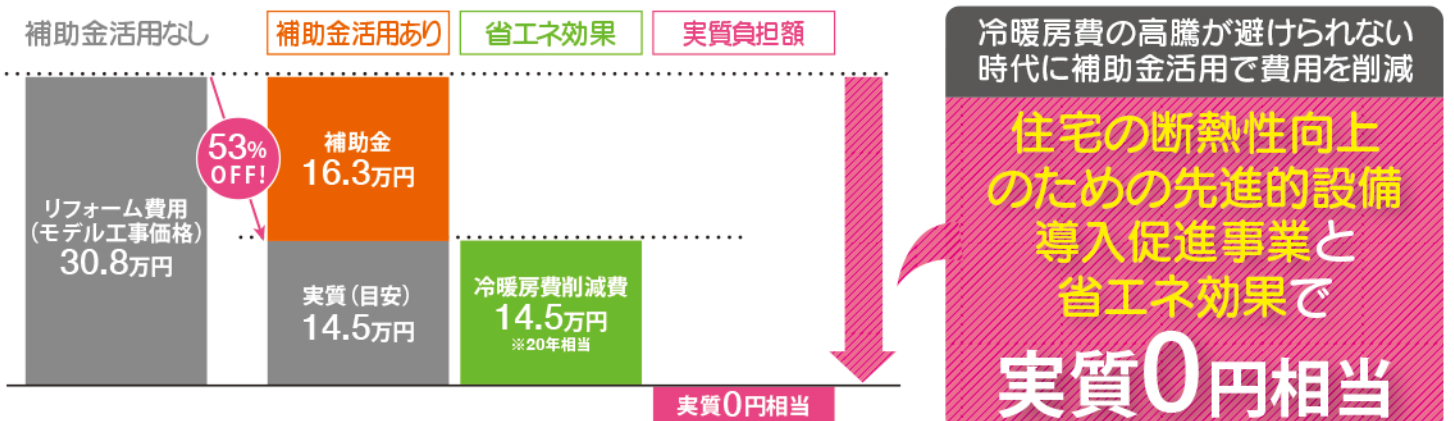 補助金活用なし
補助金活用あり
省エネ効果
実質負担額
リフォーム費用
(モデル工事価格)
30.8万円
53%
OFF!
補助金
16.3万円
実質(目安)
14.5万円
冷暖房費削減費
14.5万円
※20年相当
実質0円相当
冷暖房費の高騰が避けられない
時代に補助金活用で費用を削減
住宅の断熱性向上
のための先進的設備
導入促進事業と
省エネ効果で
実質0円相当